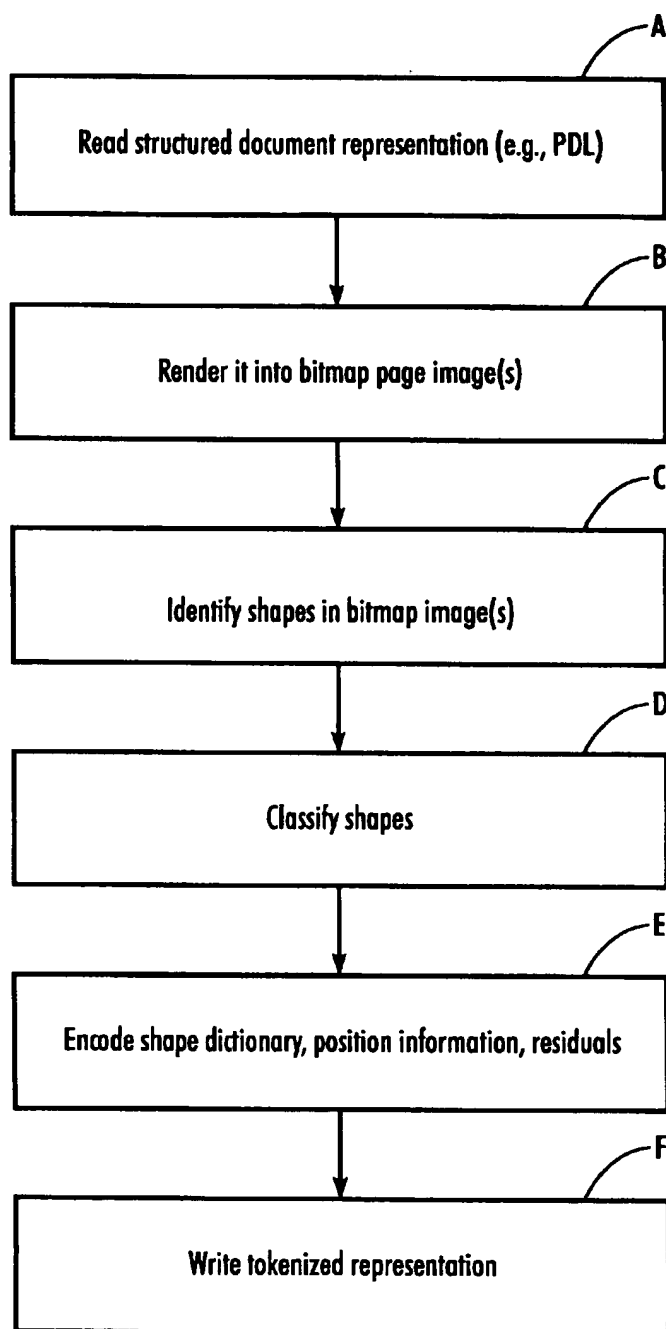 A
Read structured document representation (e.g., PDL)
B
Render it into bitmap page image(s)
C
Identify shapes in bitmap image(s)
D
Classify shapes
E
Encode shape dictionary, position information, residuals
F
Write tokenized representation